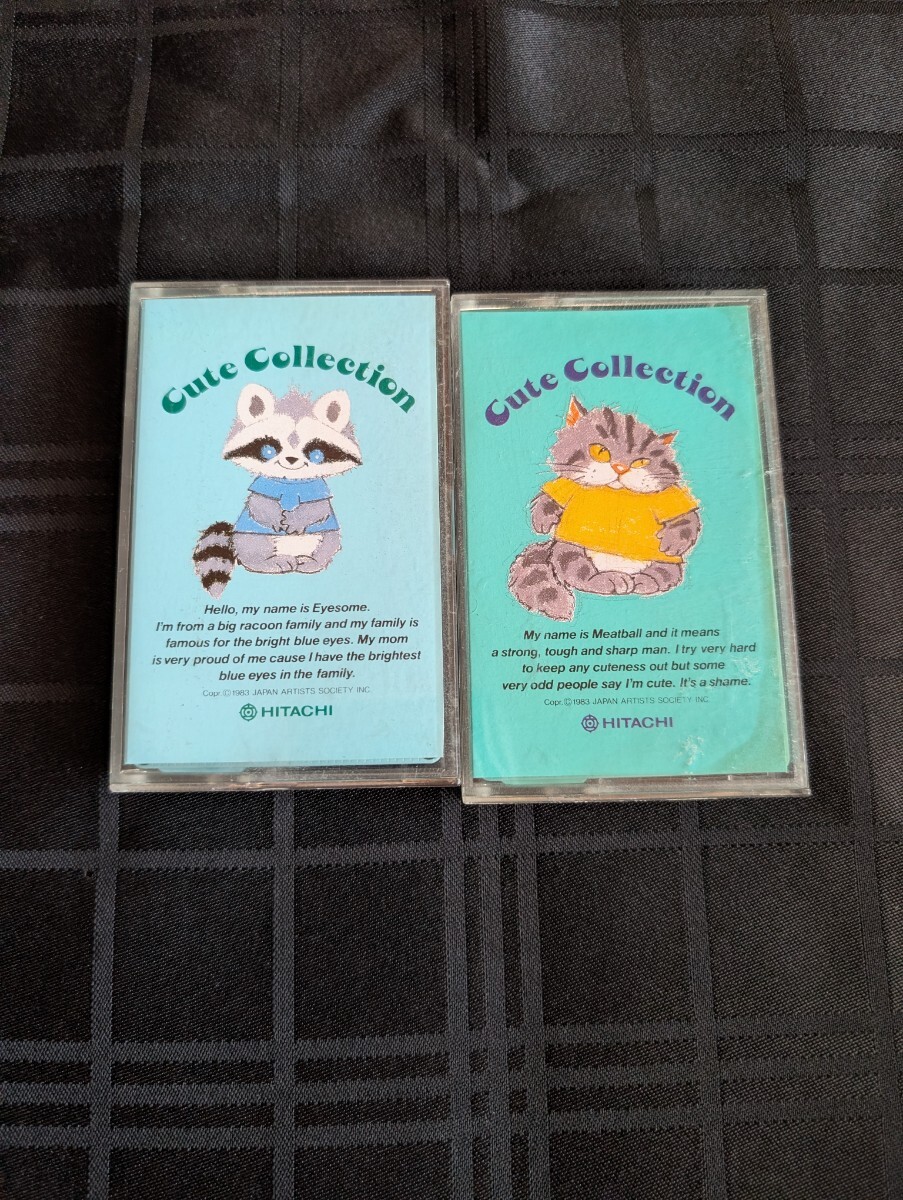 Cute Collection
Hello, my name is Eyesome.
I'm from a big racoon family and my family is
famous for the bright blue eyes. My mom
is very proud of me cause I have the brightest
blue eyes in the family.
Copr. ©1983 JAPAN ARTISTS SOCIETY INC.
HITACHI
Cute Collection
My name is Meatball and it means
a strong, tough and sharp man. I try very hard
to keep any cuteness out but some
very odd people say I'm cute. It's a shame.
Copr. ©1983 JAPAN ARTISTS SOCIETY INC.
HITACHI